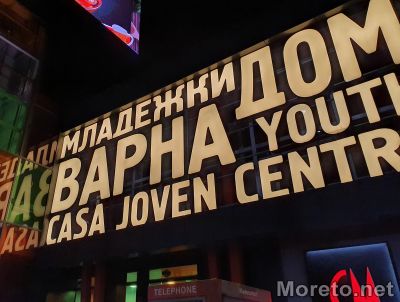 МЛАДЕЖКИ ДОМ
ВАРНА YOUTH
CASA JOVEN CENTR
TELEPHONE
Moreto.net